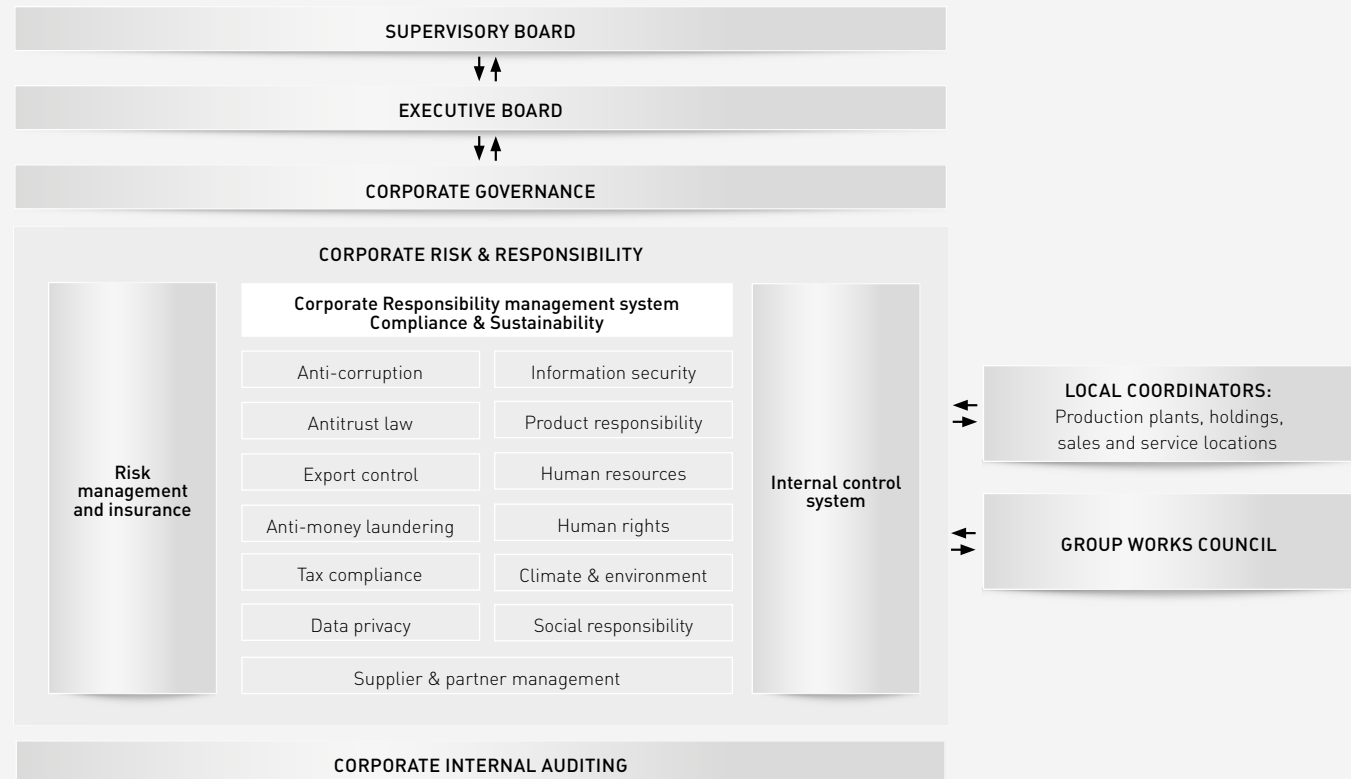 SUPERVISORY BOARD
EXECUTIVE BOARD
CORPORATE GOVERNANCE
CORPORATE RISK & RESPONSIBILITY
Risk
management
and insurance
Corporate Responsibility management system
Compliance & Sustainability
Anti-corruption
Information security
Antitrust law
Product responsibility
Export control
Human resources
Anti-money laundering
Human rights
Tax compliance
Climate & environment
Data privacy
Social responsibility
Supplier & partner management
Internal control
system
LOCAL COORDINATORS:
Production plants, holdings,
sales and service locations
GROUP WORKS COUNCIL
CORPORATE INTERNAL AUDITING